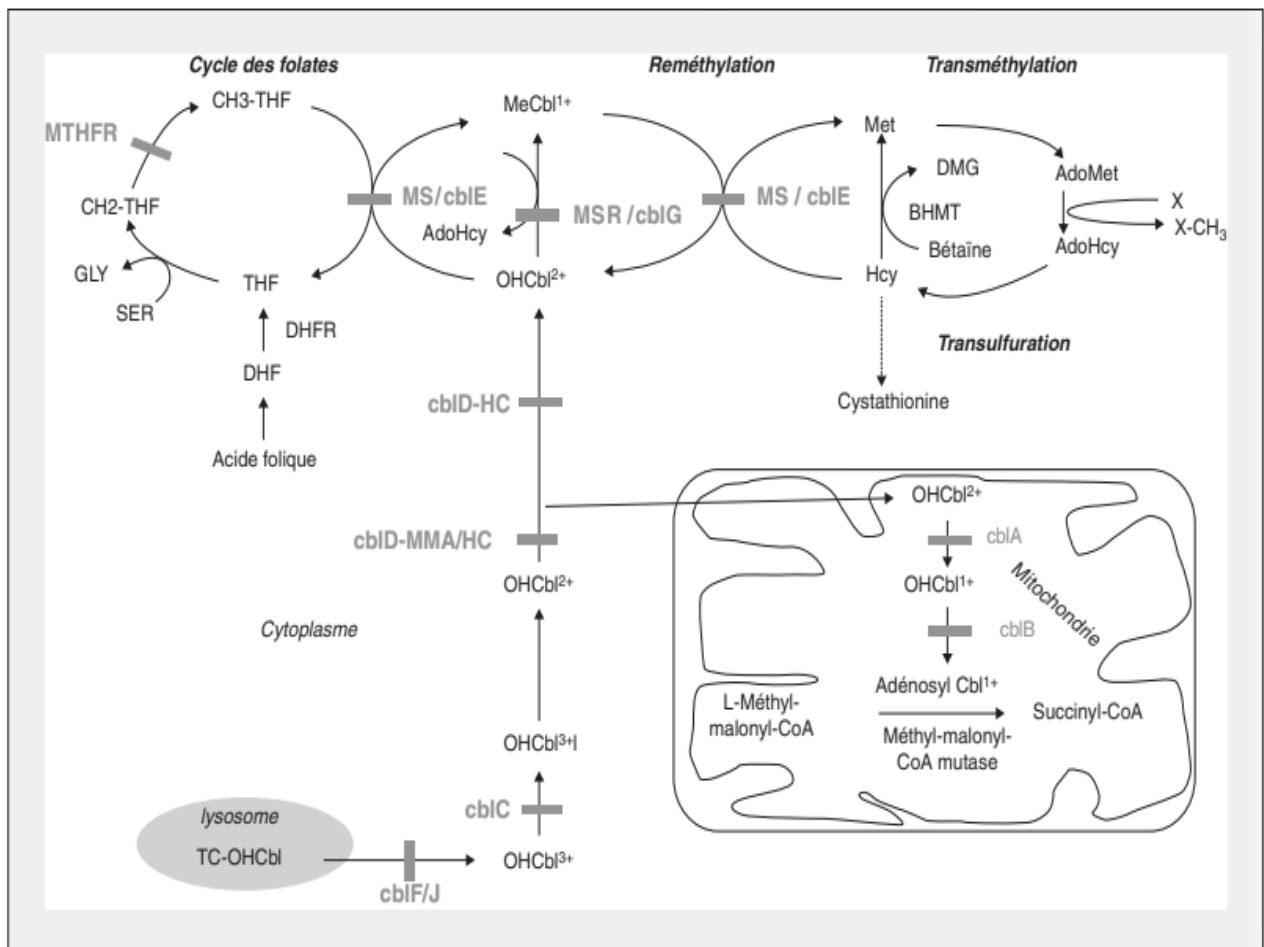 Cycle des folates
Reméthylation
Transméthylation
CH3-THF
MeCbl1+
Met
MTHFR
DMG
AdoMet
CH2-THF
MS/cblE
MSR /cblG
MS / cblE
BHMT
X
AdoHcy
X-CH3
Bétaïne
AdoHcy
GLY
THF
OHCbl2+
Hcy
SER
DHFR
Transulfuration
DHF
cblD-HC
Cystathionine
Acide folique
OHCbl2+
cblD-MMA/HC
cblA
OHCbl2+
OHCbl1+
Mitochondrie
Cytoplasme
cblB
Adénosyl Cbl1+
L-Méthyl-
malonyl-CoA
Succinyl-CoA
Méthyl-malonyl-
CoA mutase
OHCbl3+I
cblC
lysosome
TC-OHCbl
OHCbl3+
cblF/J